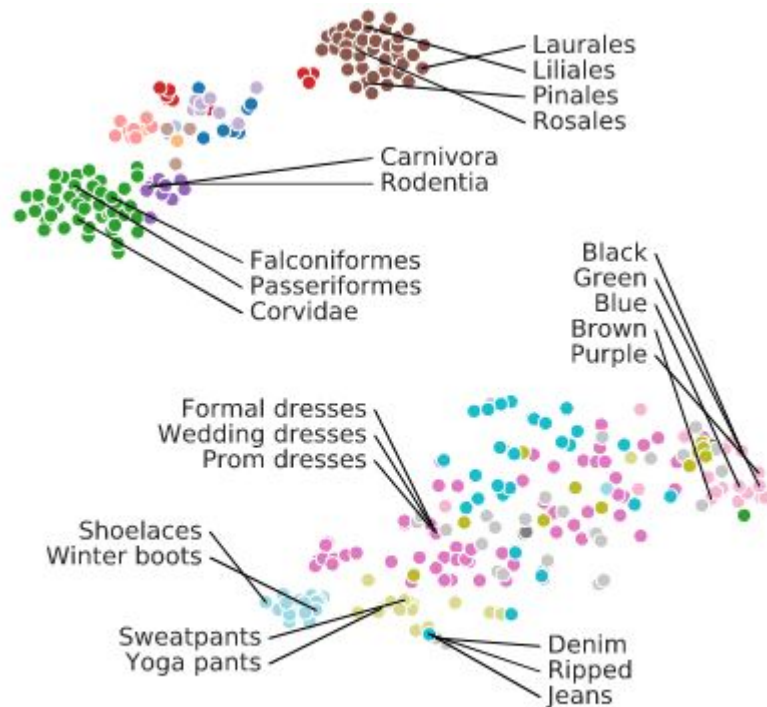 Laurales
Liliales
Pinales
Rosales
Carnivora
Rodentia
Falconiformes
Passeriformes
Corvidae
Black
Green
Blue
Brown
Purple
Formal dresses
Wedding dresses
Prom dresses
Shoelaces
Winter boots
Sweatpants
Yoga pants
Denim
Ripped
Jeans